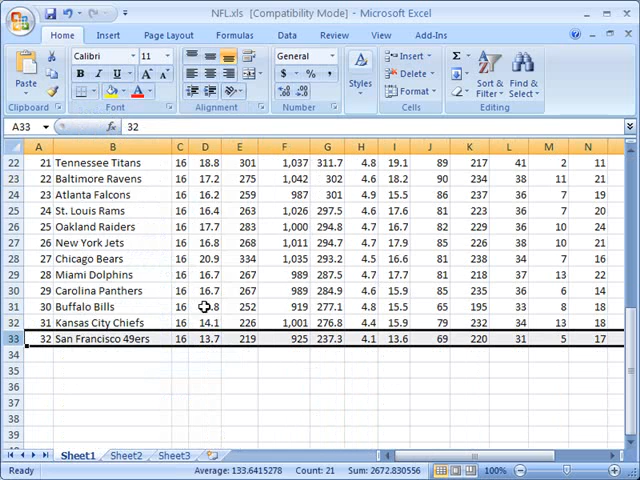 NFL.xls [Compatibility Mode] - Microsoft Excel
Home Insert Page Layout Formulas Data Review View Add-Ins
Paste Calibri 11 General Styles Insert Delete Format Sort & Filter Find & Select
B I U A A A $ % , Σ
Clipboard Font Alignment Number Cells Editing
A33 fx 32
A B C D E F G H I J K L M N
22 21 Tennessee Titans 16 18.8 301 1,037 311.7 4.8 19.1 89 217 41 2 11
23 22 Baltimore Ravens 16 17.2 275 1,042 302 4.6 18.2 90 234 38 11 21
24 23 Atlanta Falcons 16 16.2 259 987 301 4.9 15.5 86 237 36 7 19
25 24 St. Louis Rams 16 16.4 263 1,026 297.5 4.6 17.6 81 223 36 7 20
26 25 Oakland Raiders 16 17.7 283 1,000 294.8 4.7 16.7 82 229 36 10 24
27 26 New York Jets 16 16.8 268 1,011 294.7 4.7 17.9 85 226 38 10 21
28 27 Chicago Bears 16 20.9 334 1,035 293.2 4.5 16.6 81 238 34 7 16
29 28 Miami Dolphins 16 16.7 267 989 287.5 4.7 17.7 81 218 37 13 22
30 29 Carolina Panthers 16 16.7 267 989 284.9 4.6 15.9 85 235 36 6 14
31 30 Buffalo Bills 16 .8 252 919 277.1 4.8 15.5 65 195 33 8 18
32 31 Kansas City Chiefs 16 14.1 226 1,001 276.8 4.4 15.9 79 232 34 13 18
33 32 San Francisco 49ers 16 13.7 219 925 237.3 4.1 13.6 69 220 31 5 17
34
35
36
37
38
39
Sheet1 Sheet2 Sheet3
Ready Average: 133.6415278 Count: 21 Sum: 2672.830556 100%